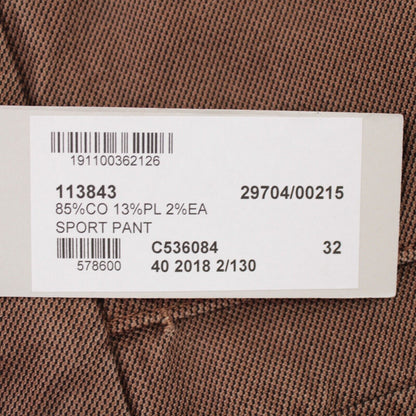 191100362126
113843 29704/00215
85%CO 13%PL 2%EA
SPORT PANT
C536084 32
578600 40 2018 2/130